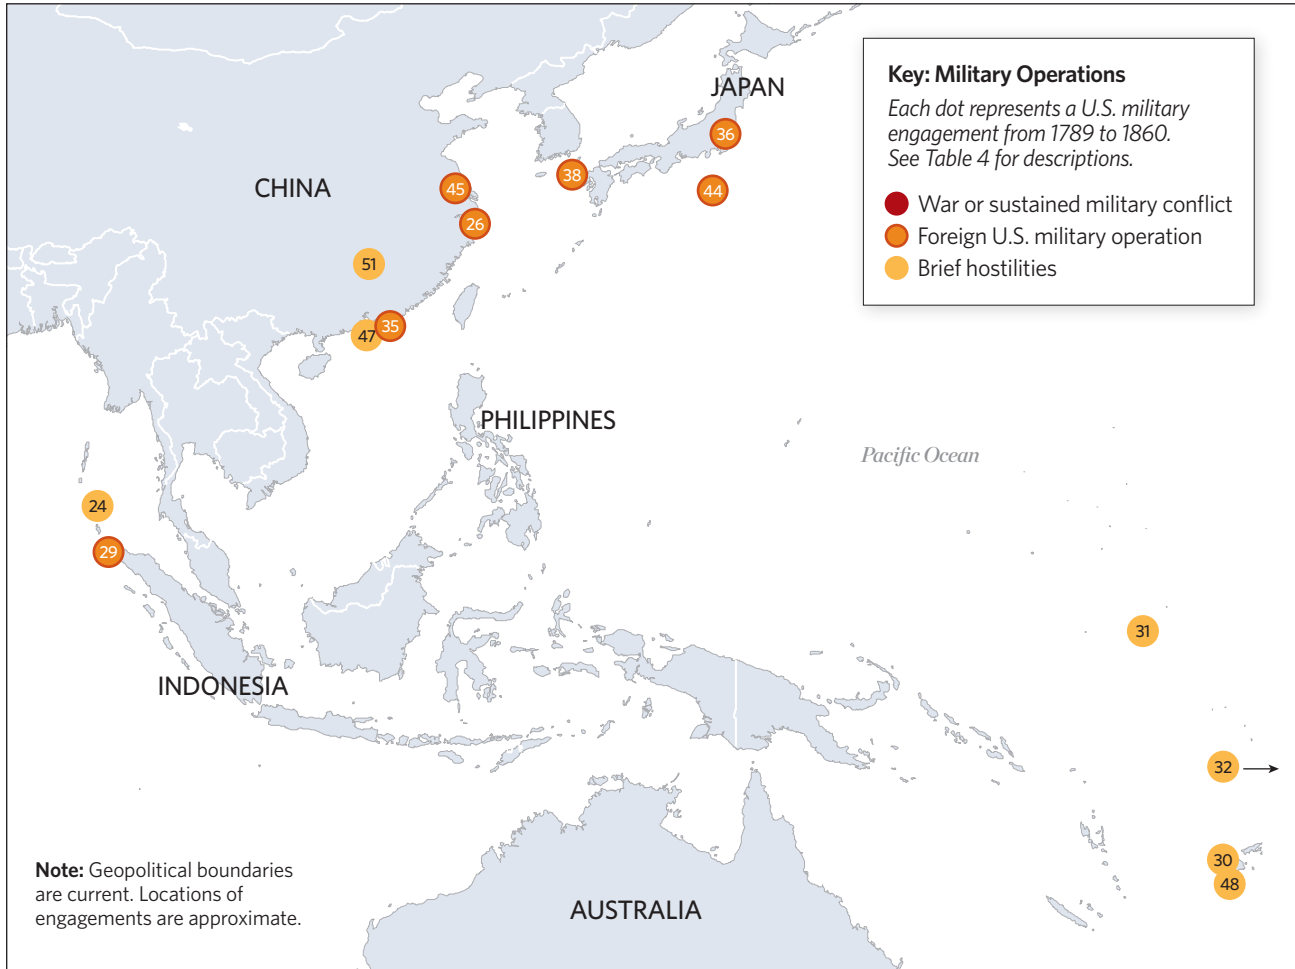 JAPAN
Key: Military Operations
Each dot represents a U.S. military
engagement from 1789 to 1860.
See Table 4 for descriptions.
War or sustained military conflict
Foreign U.S. military operation
Brief hostilities
36
38
44
CHINA
45
26
51
35
47
PHILIPPINES
Pacific Ocean
24
29
31
INDONESIA
32
30
48
Note: Geopolitical boundaries
are current. Locations of
engagements are approximate.
AUSTRALIA